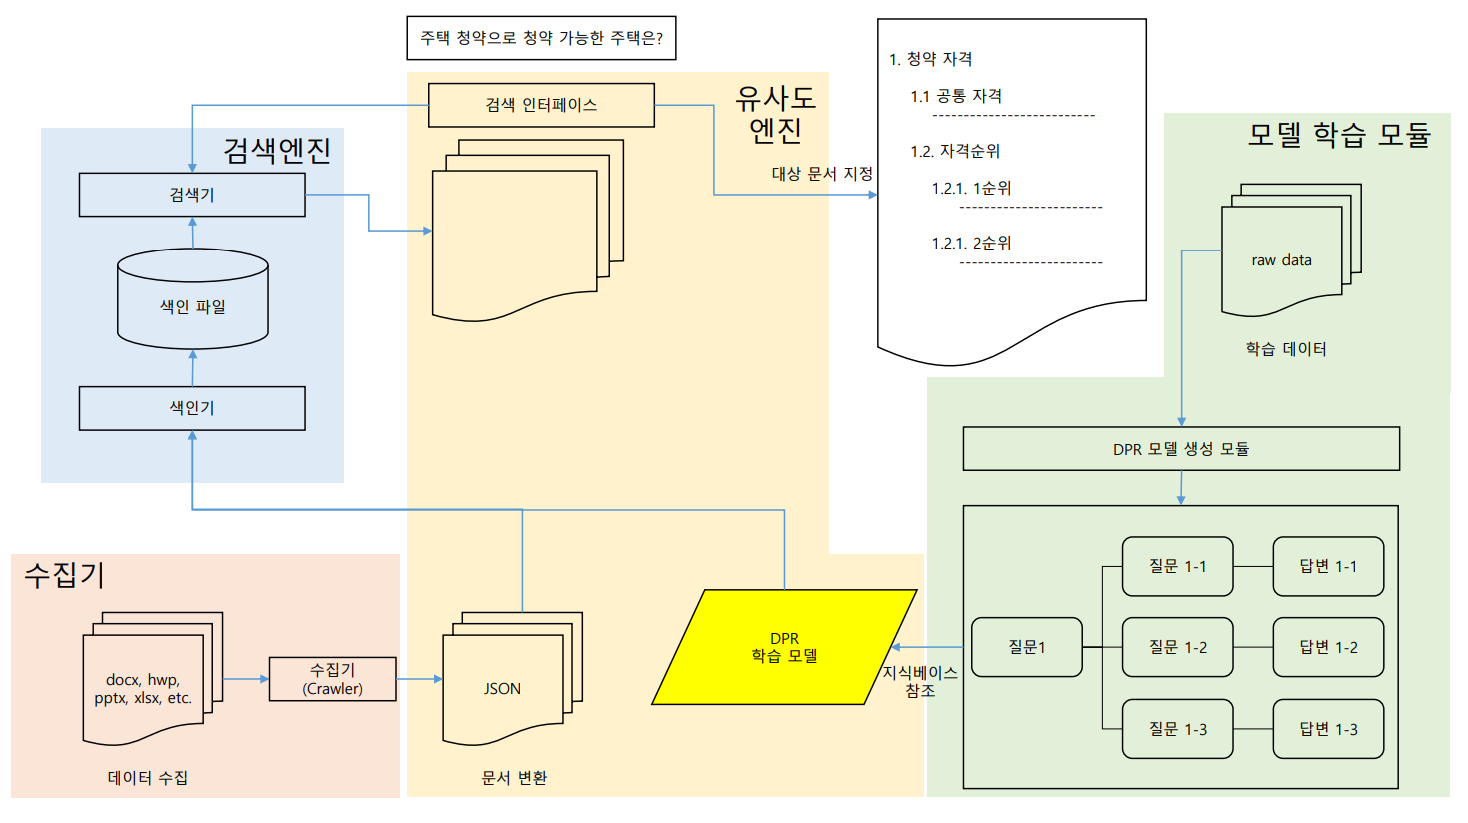 주택 청약으로 청약 가능한 주택은?
유사도
엔진
검색 인터페이스
대상 문서 지정
1. 청약 자격
1.1 공통 자격
-----------------------
1.2. 자격순위
1.2.1. 1순위
--------------------
1.2.1. 2순위
--------------------
모델 학습 모듈
raw data
학습 데이터
검색엔진
검색기
색인 파일
색인기
DPR 모델 생성 모듈
질문1
질문 1-1
답변 1-1
질문 1-2
답변 1-2
질문 1-3
답변 1-3
수집기
docx, hwp,
pptx, xlsx, etc.
데이터 수집
수집기
(Crawler)
JSON
문서 변환
DPR
학습 모델
지식베이스
참조